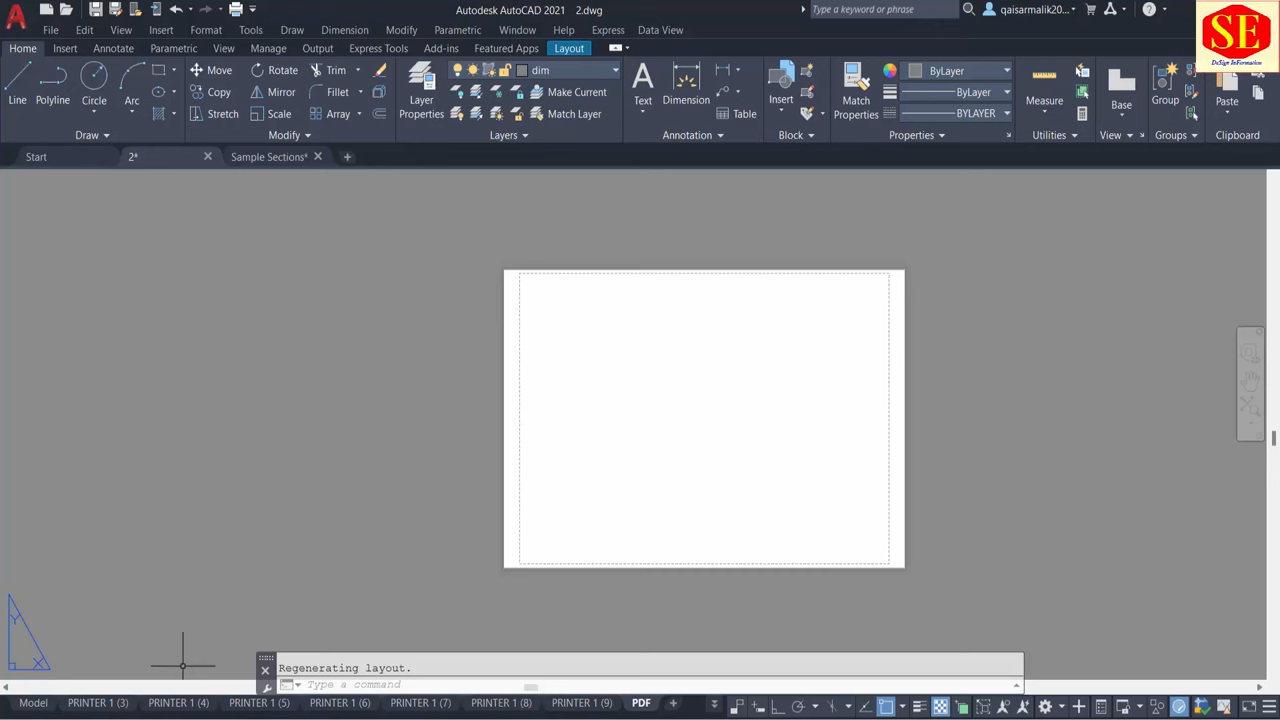 Autodesk AutoCAD 2021 2.dwg
Type a keyword or phrase
qaisarmalik20...
SE
DeSign InFormation
File Edit View Insert Format Tools Draw Dimension Modify Parametric Window Help Express Data View
Home Insert Annotate Parametric View Manage Output Express Tools Add-ins Featured Apps Layout
Line Polyline Circle Arc
Move Rotate Trim
Copy Mirror Fillet
Stretch Scale Array
Layer Properties
dim
Make Current
Match Layer
Text Dimension
Table
Insert
Match Properties
ByLayer
ByLayer
BYLAYER
Measure
Base
Group
Paste
Draw Modify Layers Annotation Block Properties Utilities View Groups Clipboard
Start 2* Sample Sections*
Y
X
Regenerating layout.
Type a command
Model PRINTER 1 (3) PRINTER 1 (4) PRINTER 1 (5) PRINTER 1 (6) PRINTER 1 (7) PRINTER 1 (8) PRINTER 1 (9) PDF